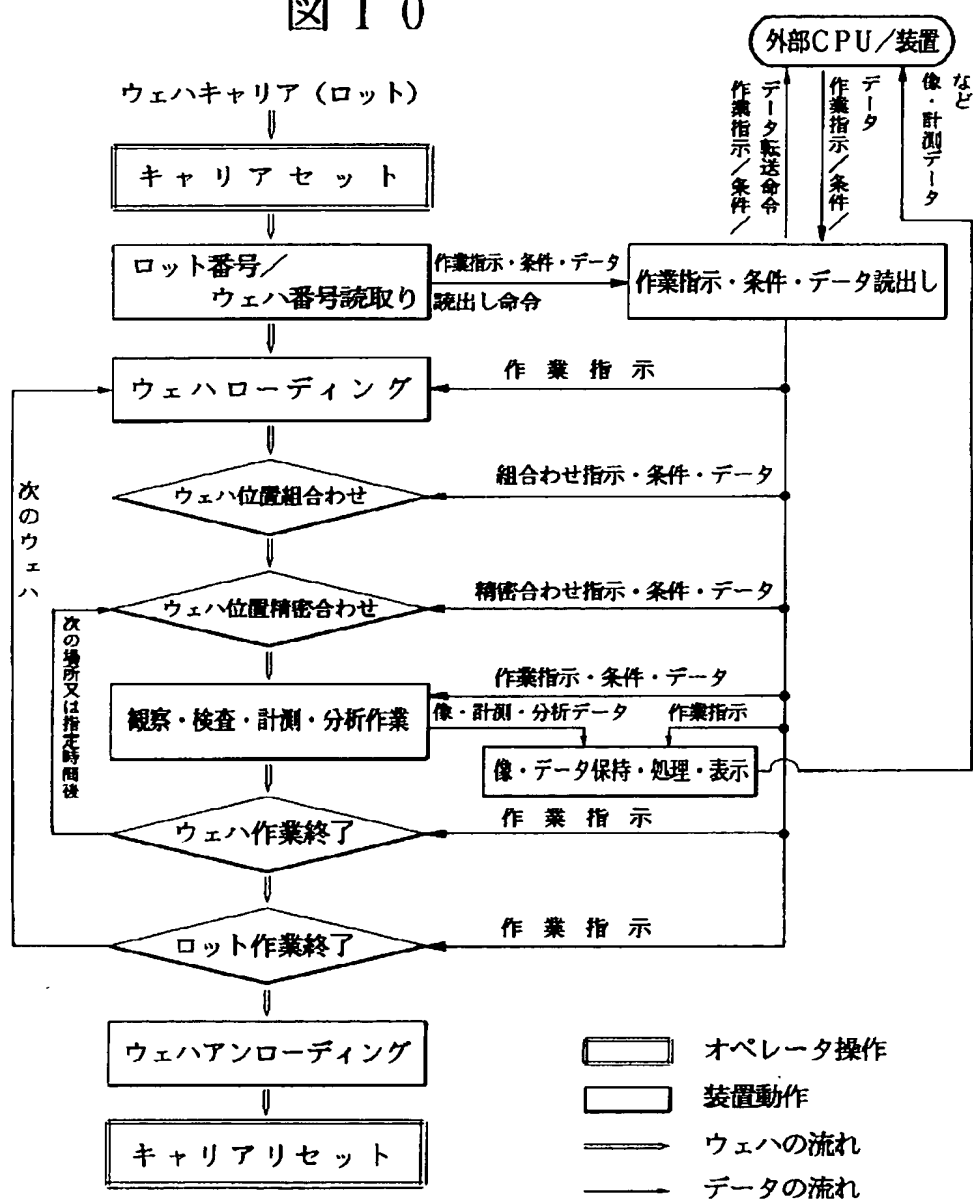 図10
外部CPU/装置
ウェハキャリア(ロット)
作業指示/条件/
データ転送命令
作業指示/条件/
データ
像・計測データ
など
キャリアセット
ロット番号/
ウェハ番号読取り
作業指示・条件・データ
読出し命令
作業指示・条件・データ読出し
ウェハローディング
作業指示
ウェハ位置組合わせ
組合わせ指示・条件・データ
次のウェハ
ウェハ位置精密合わせ
精密合わせ指示・条件・データ
次の場所又は指定時間後
観察・検査・計測・分析作業
作業指示・条件・データ
像・計測・分析データ
作業指示
像・データ保持・処理・表示
ウェハ作業終了
作業指示
ロット作業終了
作業指示
ウェハアンローディング
キャリアリセット
オペレータ操作
装置動作
ウェハの流れ
データの流れ